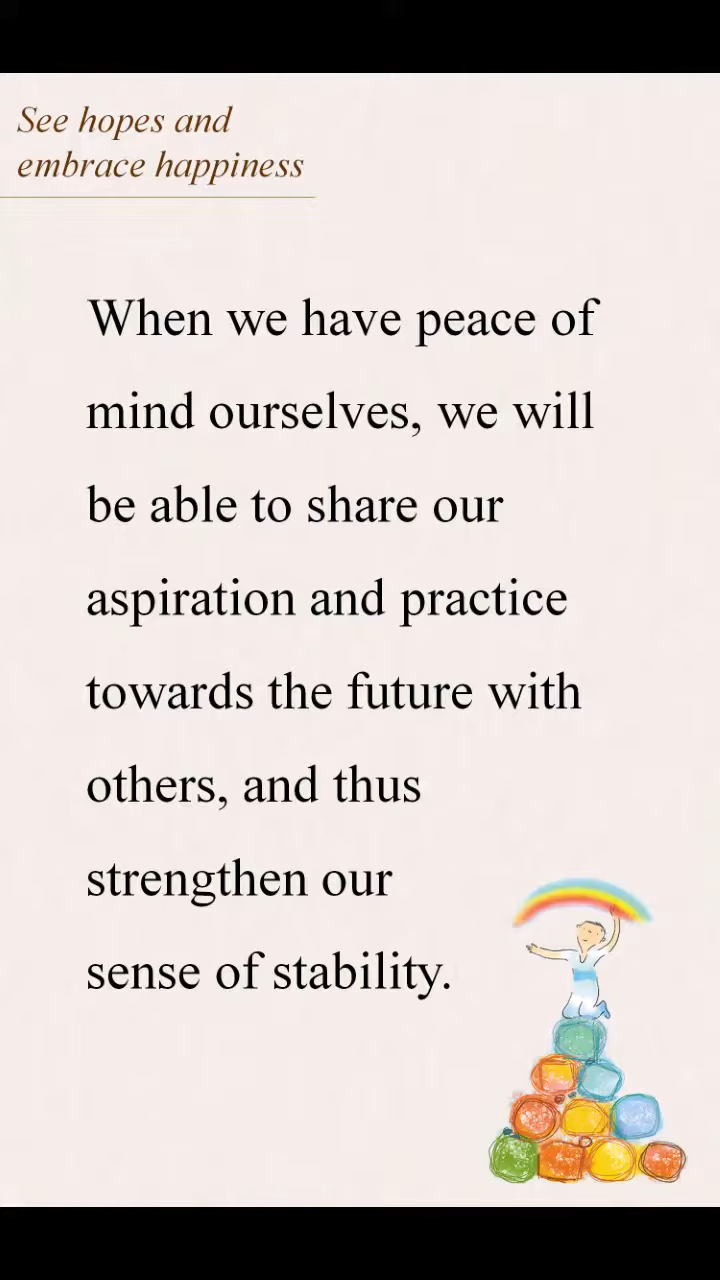 See hopes and
embrace happiness
When we have peace of
mind ourselves, we will
be able to share our
aspiration and practice
towards the future with
others, and thus
strengthen our
sense of stability.